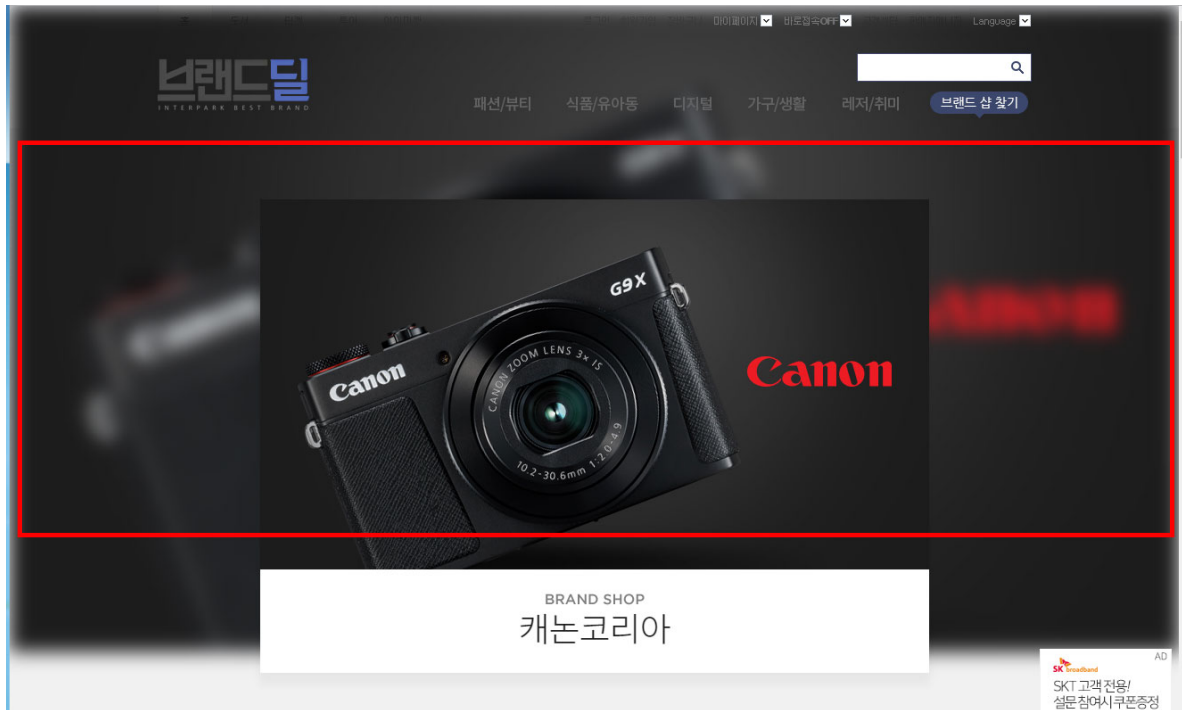 마이페이지 바로접속OFF Language
브랜드딜
INTERPARK BEST BRAND
패션/뷰티 식품/유아동 디지털 가구/생활 레저/취미 브랜드 샵 찾기
G9X
CANON ZOOM LENS 3x IS
Canon
Canon
10.2-30.6mm 1:2.0-4.9
BRAND SHOP
캐논코리아
AD
SK broadband
SKT 고객 전용!
설문 참여시 쿠폰증정